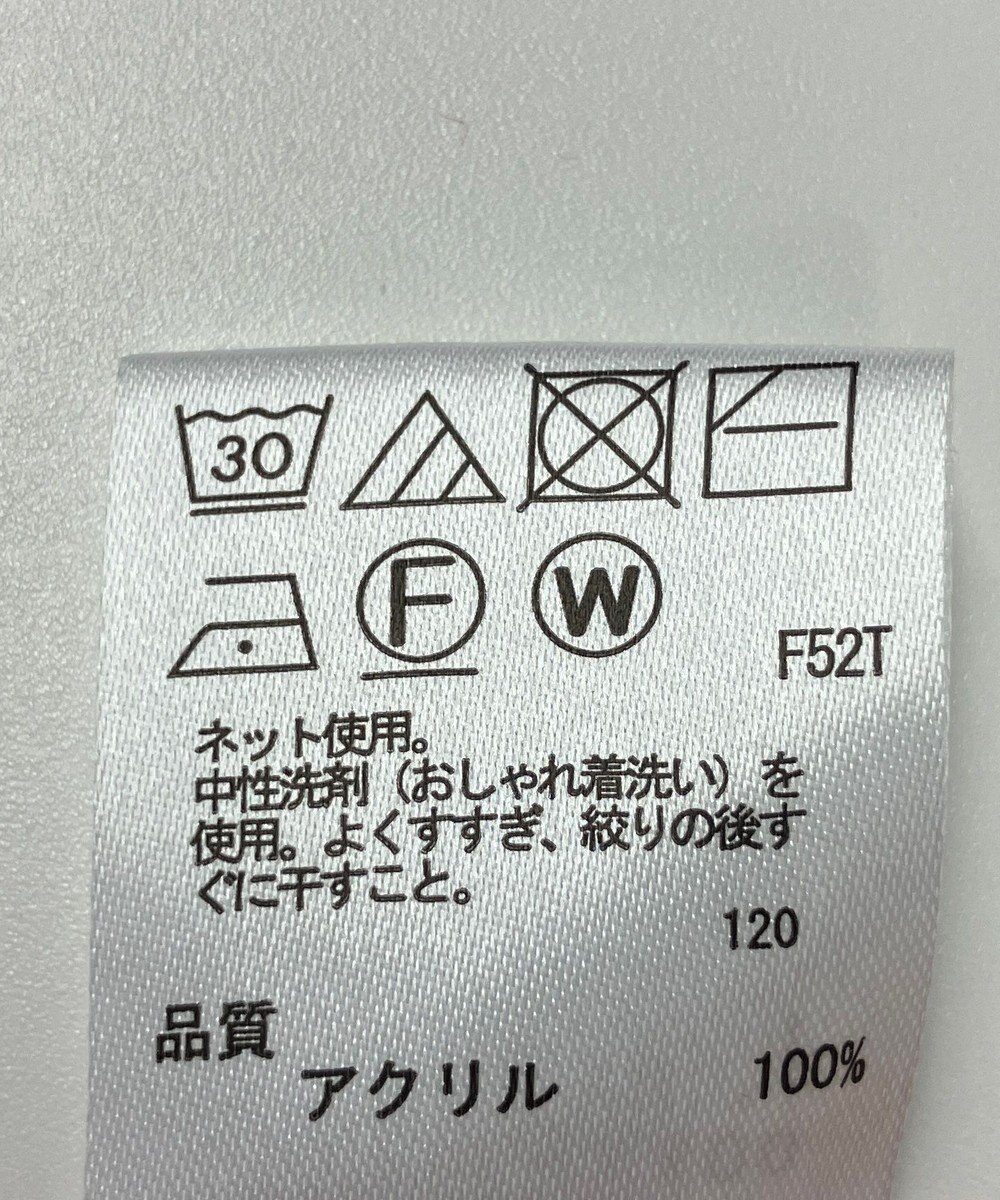 30
F W
F52T
ネット使用。
中性洗剤（おしゃれ着洗い）を
使用。よくすすぎ、絞りの後す
ぐに干すこと。
120
品質
アクリル 100%